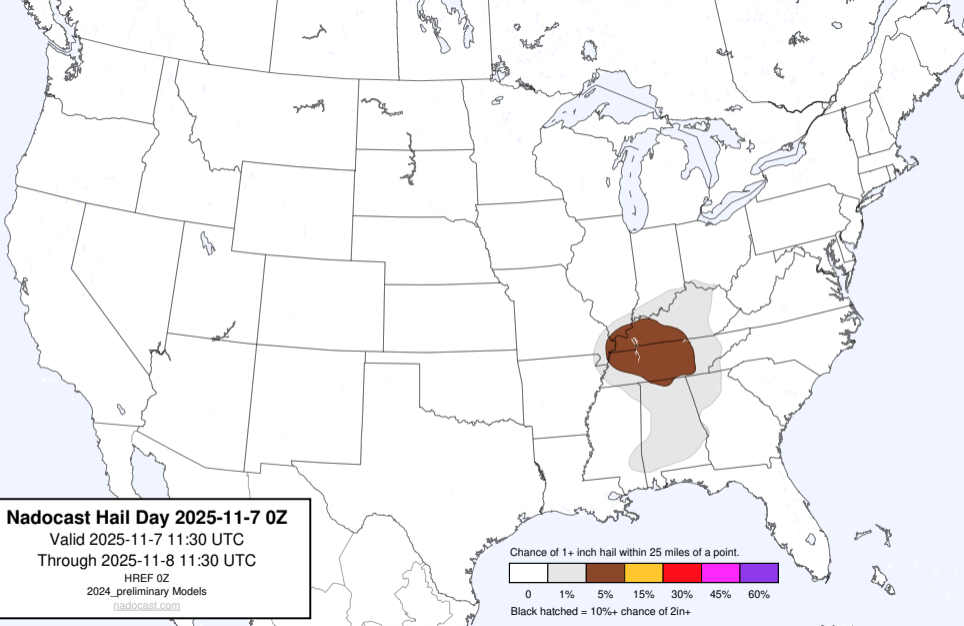 Nadocast Hail Day 2025-11-7 0Z
Valid 2025-11-7 11:30 UTC
Through 2025-11-8 11:30 UTC
HREF 0Z
2024_preliminary Models
nadocast.com
Chance of 1+ inch hail within 25 miles of a point.
0 1% 5% 15% 30% 45% 60%
Black hatched = 10%+ chance of 2in+